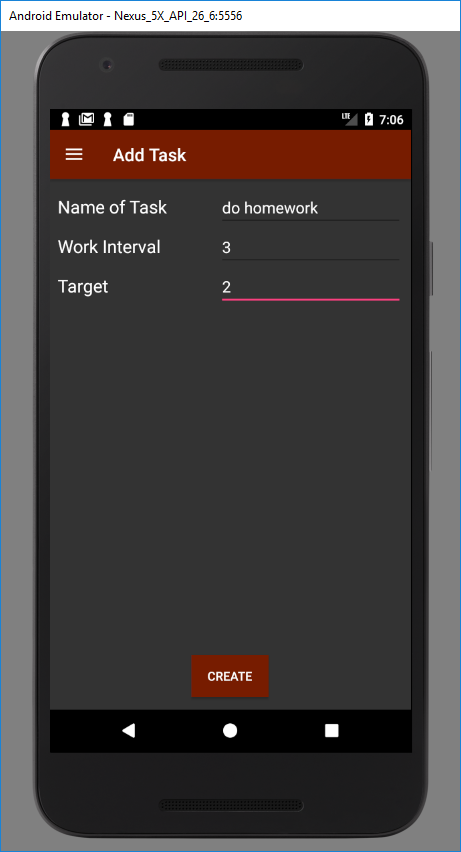 Android Emulator - Nexus_5X_API_26_6:5556
LTE 7:06
Add Task
Name of Task do homework
Work Interval 3
Target 2
CREATE